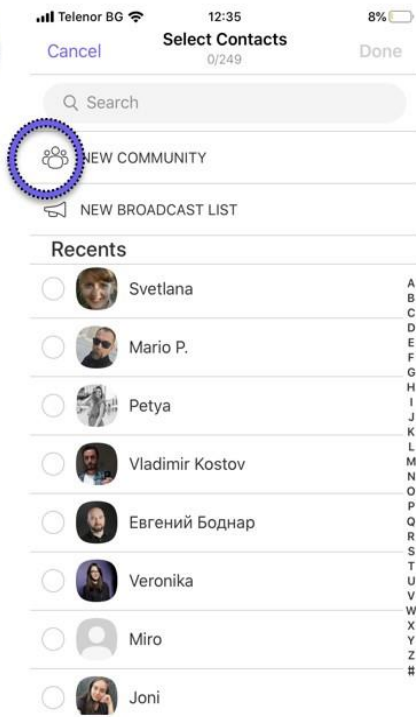 Telenor BG 12:35 8%
Cancel Select Contacts Done
0/249
Search
NEW COMMUNITY
NEW BROADCAST LIST
Recents
Svetlana
Mario P.
Petya
Vladimir Kostov
Евгений Боднар
Veronika
Miro
Joni
A
B
C
D
E
F
G
H
I
J
K
L
M
N
O
P
Q
R
S
T
U
V
W
X
Y
Z
#